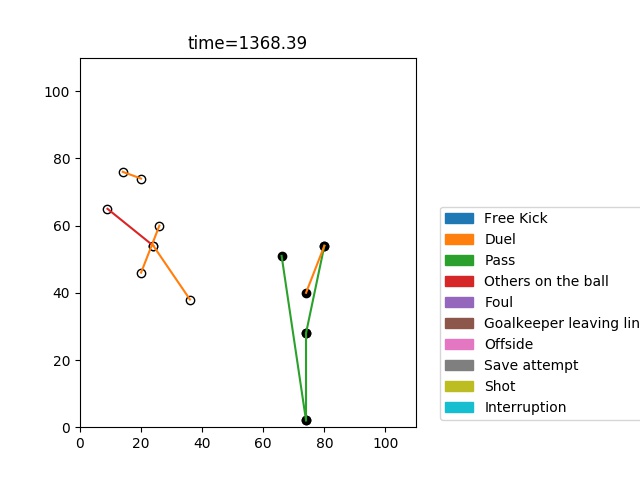 time=1368.39
100
80
60
40
20
0
0 20 40 60 80 100
Free Kick
Duel
Pass
Others on the ball
Foul
Goalkeeper leaving lin
Offside
Save attempt
Shot
Interruption